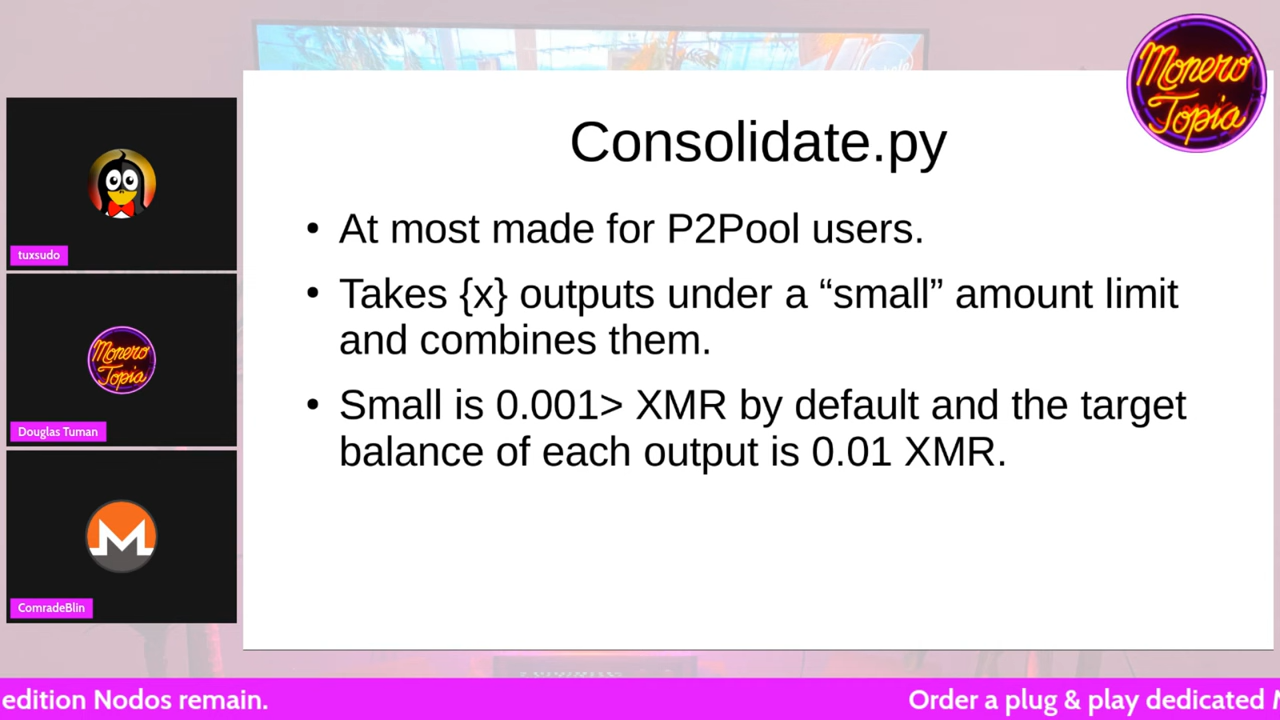 Monero
Topia
Consolidate.py
• At most made for P2Pool users.
• Takes {x} outputs under a “small” amount limit
and combines them.
• Small is 0.001> XMR by default and the target
balance of each output is 0.01 XMR.
tuxsudo
Monero
Topia
Douglas Tuman
M
ComradeBlin
edition Nodos remain.
Order a plug & play dedicated